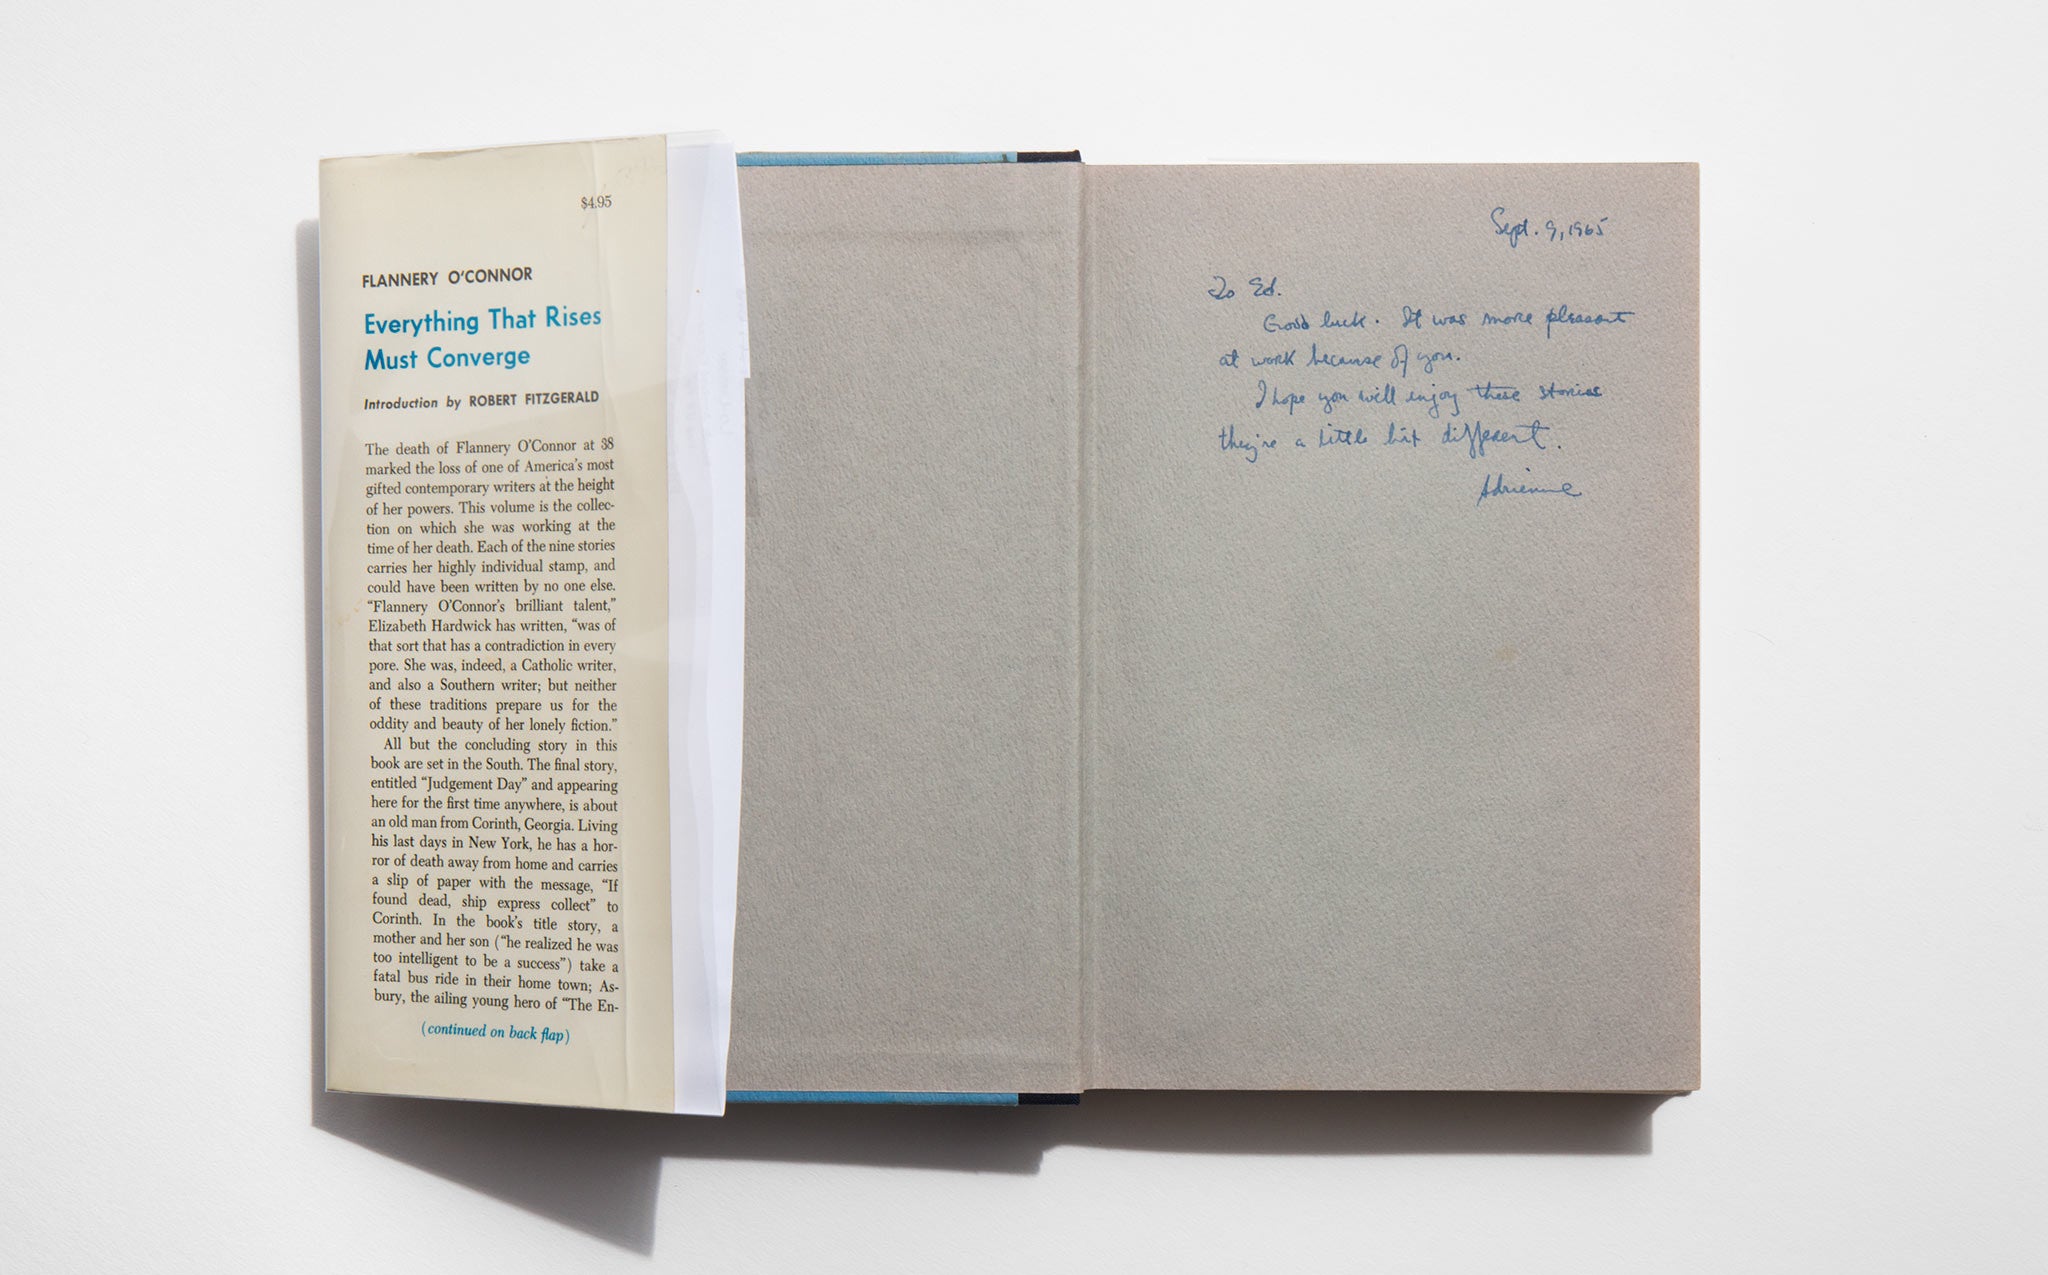 $4.95
FLANNERY O'CONNOR
Everything That Rises
Must Converge
Introduction by ROBERT FITZGERALD
The death of Flannery O'Connor at 38
marked the loss of one of America's most
gifted contemporary writers at the height
of her powers. This volume is the collec-
tion on which she was working at the
time of her death. Each of the nine stories
carries her highly individual stamp, and
could have been written by no one else.
“Flannery O'Connor's brilliant talent,”
Elizabeth Hardwick has written, “was of
that sort that has a contradiction in every
pore. She was, indeed, a Catholic writer,
and also a Southern writer; but neither
of these traditions prepare us for the
oddity and beauty of her lonely fiction.”
All but the concluding story in this
book are set in the South. The final story,
entitled “Judgement Day” and appearing
here for the first time anywhere, is about
an old man from Corinth, Georgia. Living
his last days in New York, he has a hor-
ror of death away from home and carries
a slip of paper with the message, “If
found dead, ship express collect” to
Corinth. In the book's title story, a
mother and her son (“he realized he was
too intelligent to be a success”) take a
fatal bus ride in their home town; As-
bury, the ailing young hero of “The En-
(continued on back flap)
Sept. 9, 1965
To Ed.
Good luck. It was more pleasant
at work because of you.
I hope you will enjoy these stories
they're a little bit different.
Adrienne